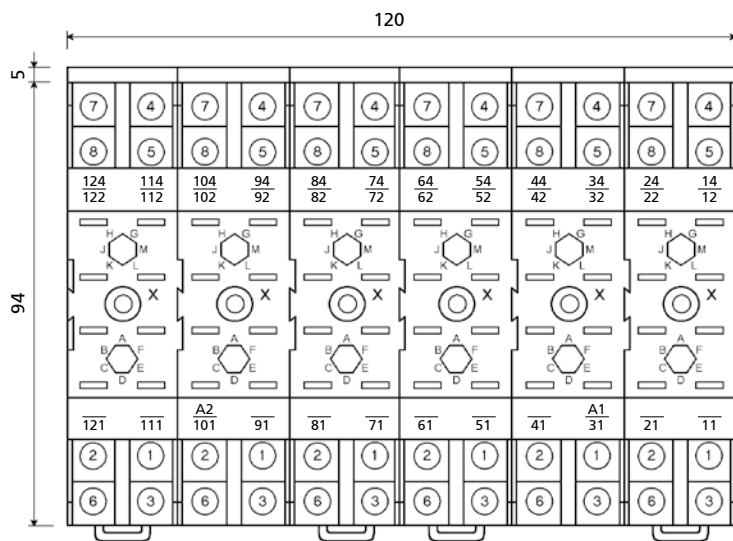 120
5
94
7 4 7 4 7 4 7 4 7 4 7 4
8 5 8 5 8 5 8 5 8 5 8 5
124 114 104 94 84 74 64 54 44 34 24 14
122 112 102 92 82 72 62 52 42 32 22 12
H G H G H G H G H G H G
J M J M J M J M J M J M
K L K L K L K L K L K L
X X X X X X
A A A A A A
B F B F B F B F B F B F
C E C E C E C E C E C E
D D D D D D
A2 A1
121 111 101 91 81 71 61 51 41 31 21 11
2 1 2 1 2 1 2 1 2 1 2 1
6 3 6 3 6 3 6 3 6 3 6 3